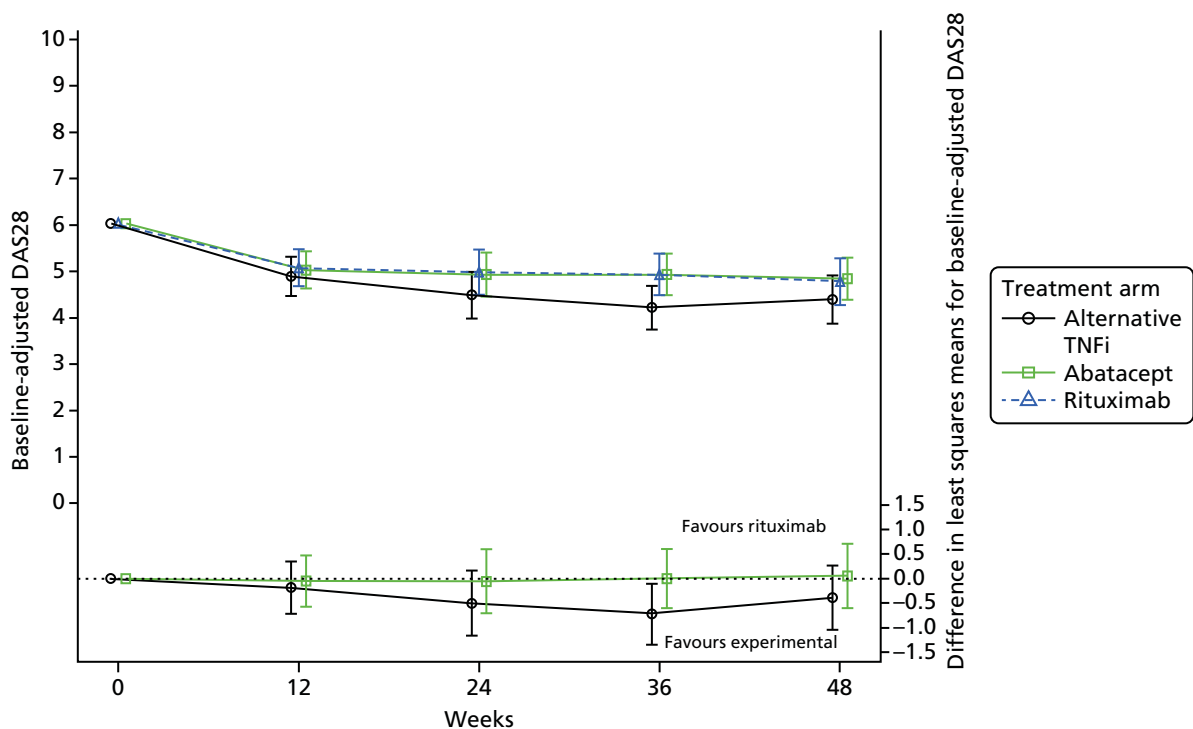 10
9
8
7
6
5
4
3
2
1
0
Baseline-adjusted DAS28
Favours rituximab
Favours experimental
1.5
1.0
0.5
0.0
−0.5
−1.0
−1.5
Difference in least squares means for baseline-adjusted DAS28
0
12
24
36
48
Weeks
Treatment arm
Alternative
TNFi
Abatacept
Rituximab